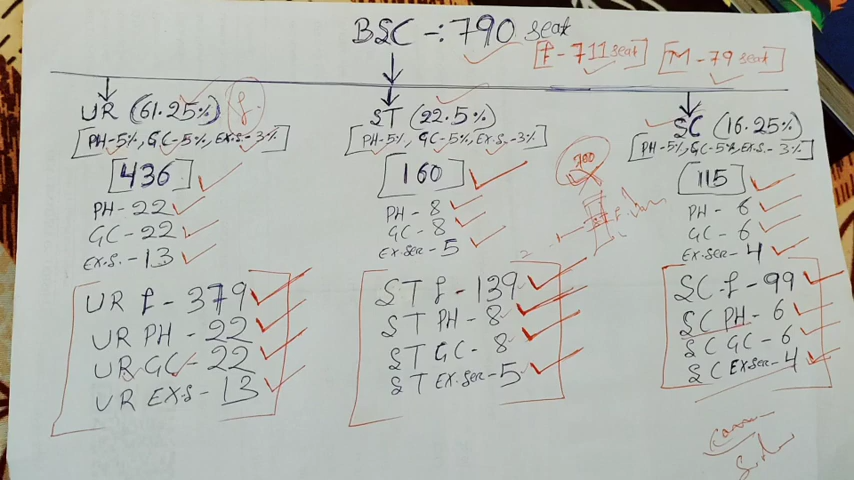 BSC -: 790 seat
[f - 711 seat] [M - 79 seat]
UR (61.25%) f.
[PH-5%, GC-5%, EX.S-3%]
[436]
PH - 22
GC - 22
EX.S. - 13
UR f - 379
UR PH - 22
UR GC - 22
UR EX.S - 13
ST (22.5%)
[PH-5%, GC-5%, EX.S.-3%]
[160]
PH - 8
GC - 8
EX.Ser - 5
ST f - 139
ST PH - 8
ST GC - 8
ST EX.Ser - 5
700
SC (16.25%)
[PH-5%, GC-5%, EX.S.-3%]
[115]
PH - 6
GC - 6
EX.Ser - 4
SC f - 99
SC PH - 6
SC GC - 6
SC EX.Ser - 4